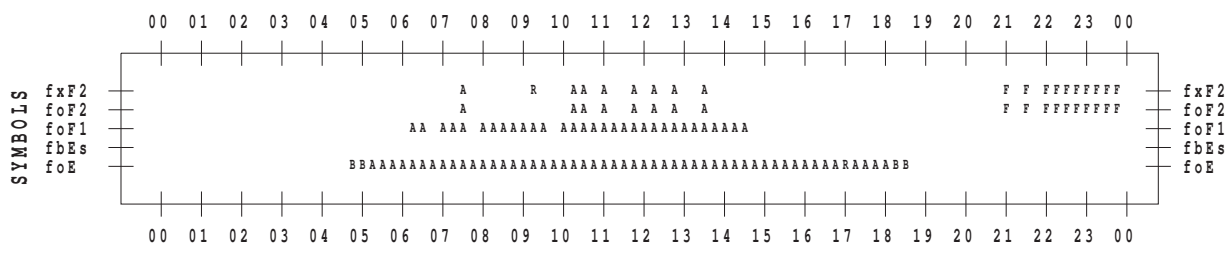 00 01 02 03 04 05 06 07 08 09 10 11 12 13 14 15 16 17 18 19 20 21 22 23 00
SYMBOLS
fxF2 A R AA A A A A A F F FFFFFFFF fxF2
foF2 A AA A A A A A F F FFFFFFFF foF2
foF1 AA AAA AAAAAAA AAAAAAAAAAAAAAAAAAA foF1
fbEs fbEs
foE BBAAAAAAAAAAAAAAAAAAAAAAAAAAAAAAAAAAAAAAAAAAAAAAARAAAABB foE
00 01 02 03 04 05 06 07 08 09 10 11 12 13 14 15 16 17 18 19 20 21 22 23 00